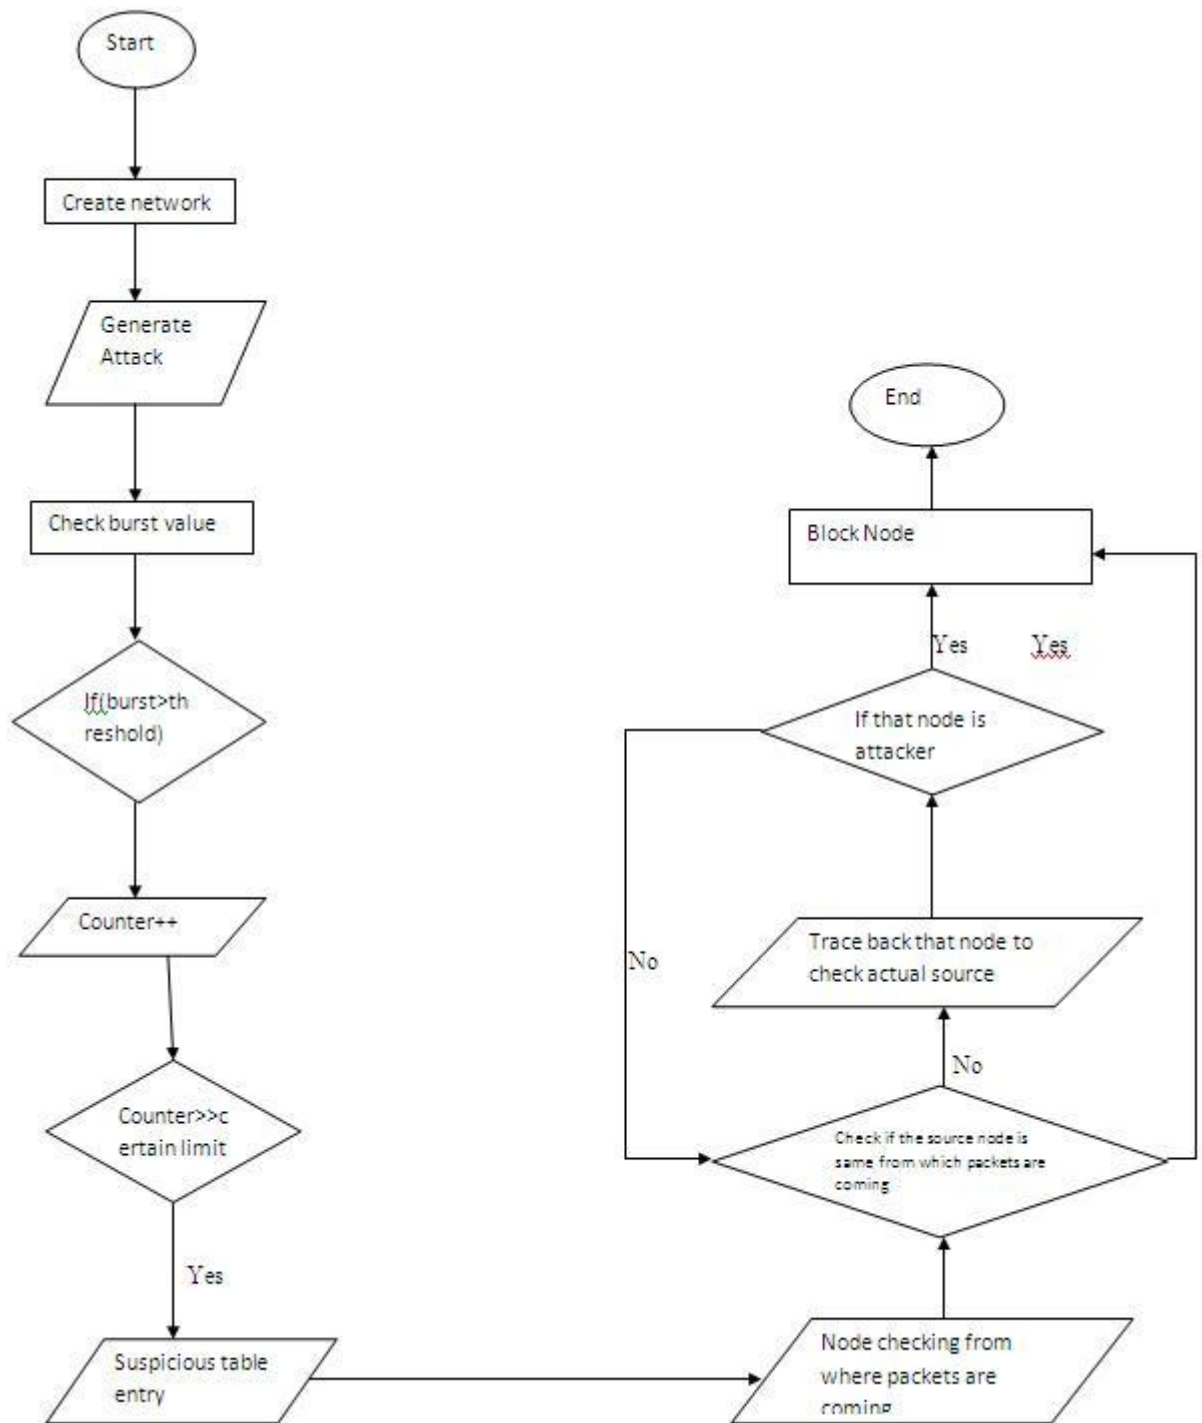 Start
Create network
Generate
Attack
Check burst value
If(burst>th
reshold)
Counter++
Counter>>c
ertain limit
Yes
Suspicious table
entry
Node checking from
where packets are
coming
Check if the source node is
same from which packets are
coming
No
Trace back that node to
check actual source
No
If that node is
attacker
Yes
Yes
Block Node
End